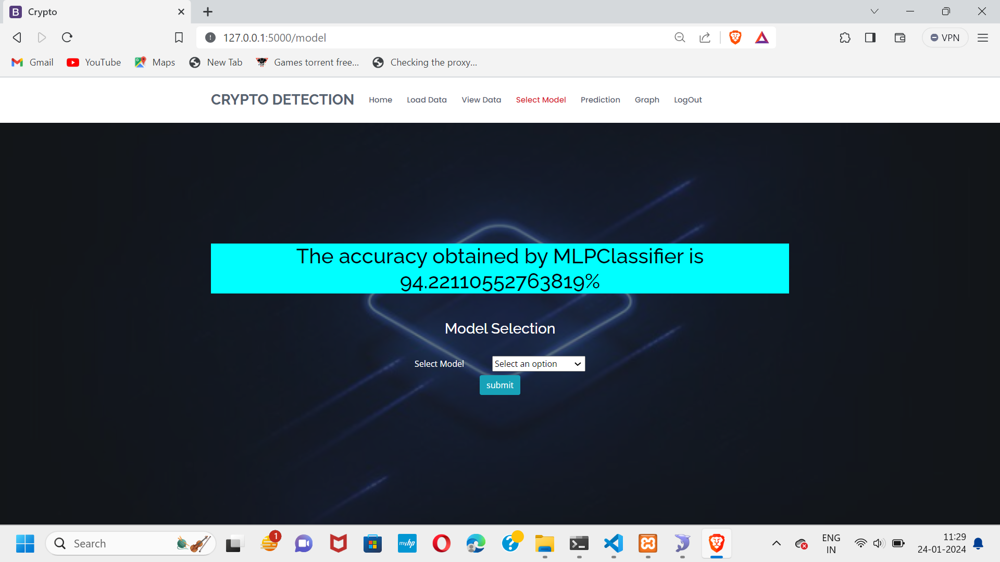 B Crypto
127.0.0.1:5000/model
VPN
Gmail YouTube Maps New Tab Games torrent free... Checking the proxy...
CRYPTO DETECTION Home Load Data View Data Select Model Prediction Graph LogOut
The accuracy obtained by MLPClassifier is
94.22110552763819%
Model Selection
Select Model Select an option
submit
Search 1 myhp ? ENG 11:29
IN 24-01-2024